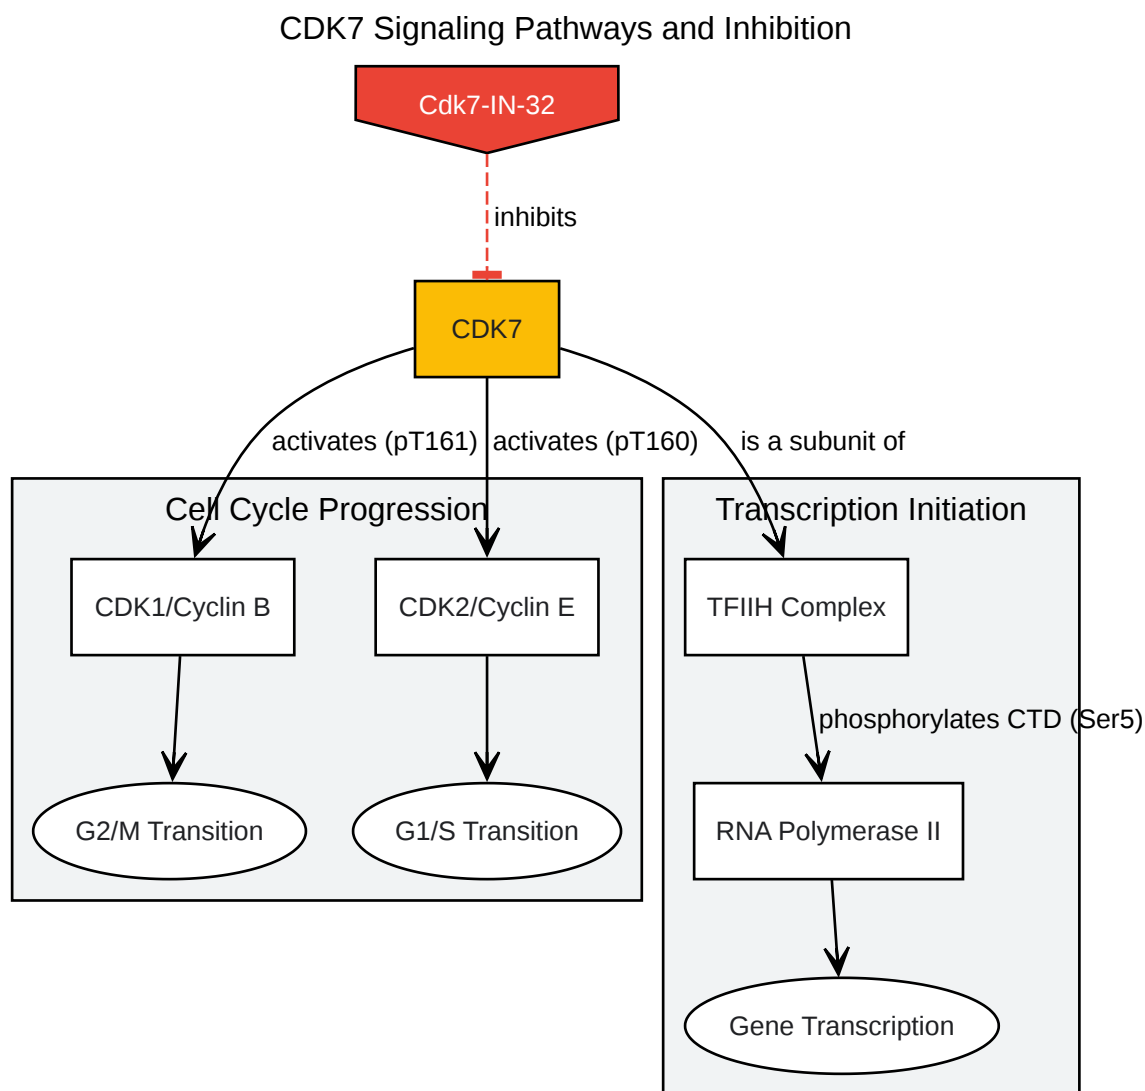 CDK7 Signaling Pathways and Inhibition
Cdk7-IN-32
inhibits
CDK7
activates (pT161)
activates (pT160)
is a subunit of
Cell Cycle Progression
Transcription Initiation
CDK1/Cyclin B
CDK2/Cyclin E
TFIIH Complex
phosphorylates CTD (Ser5)
G2/M Transition
G1/S Transition
RNA Polymerase II
Gene Transcription